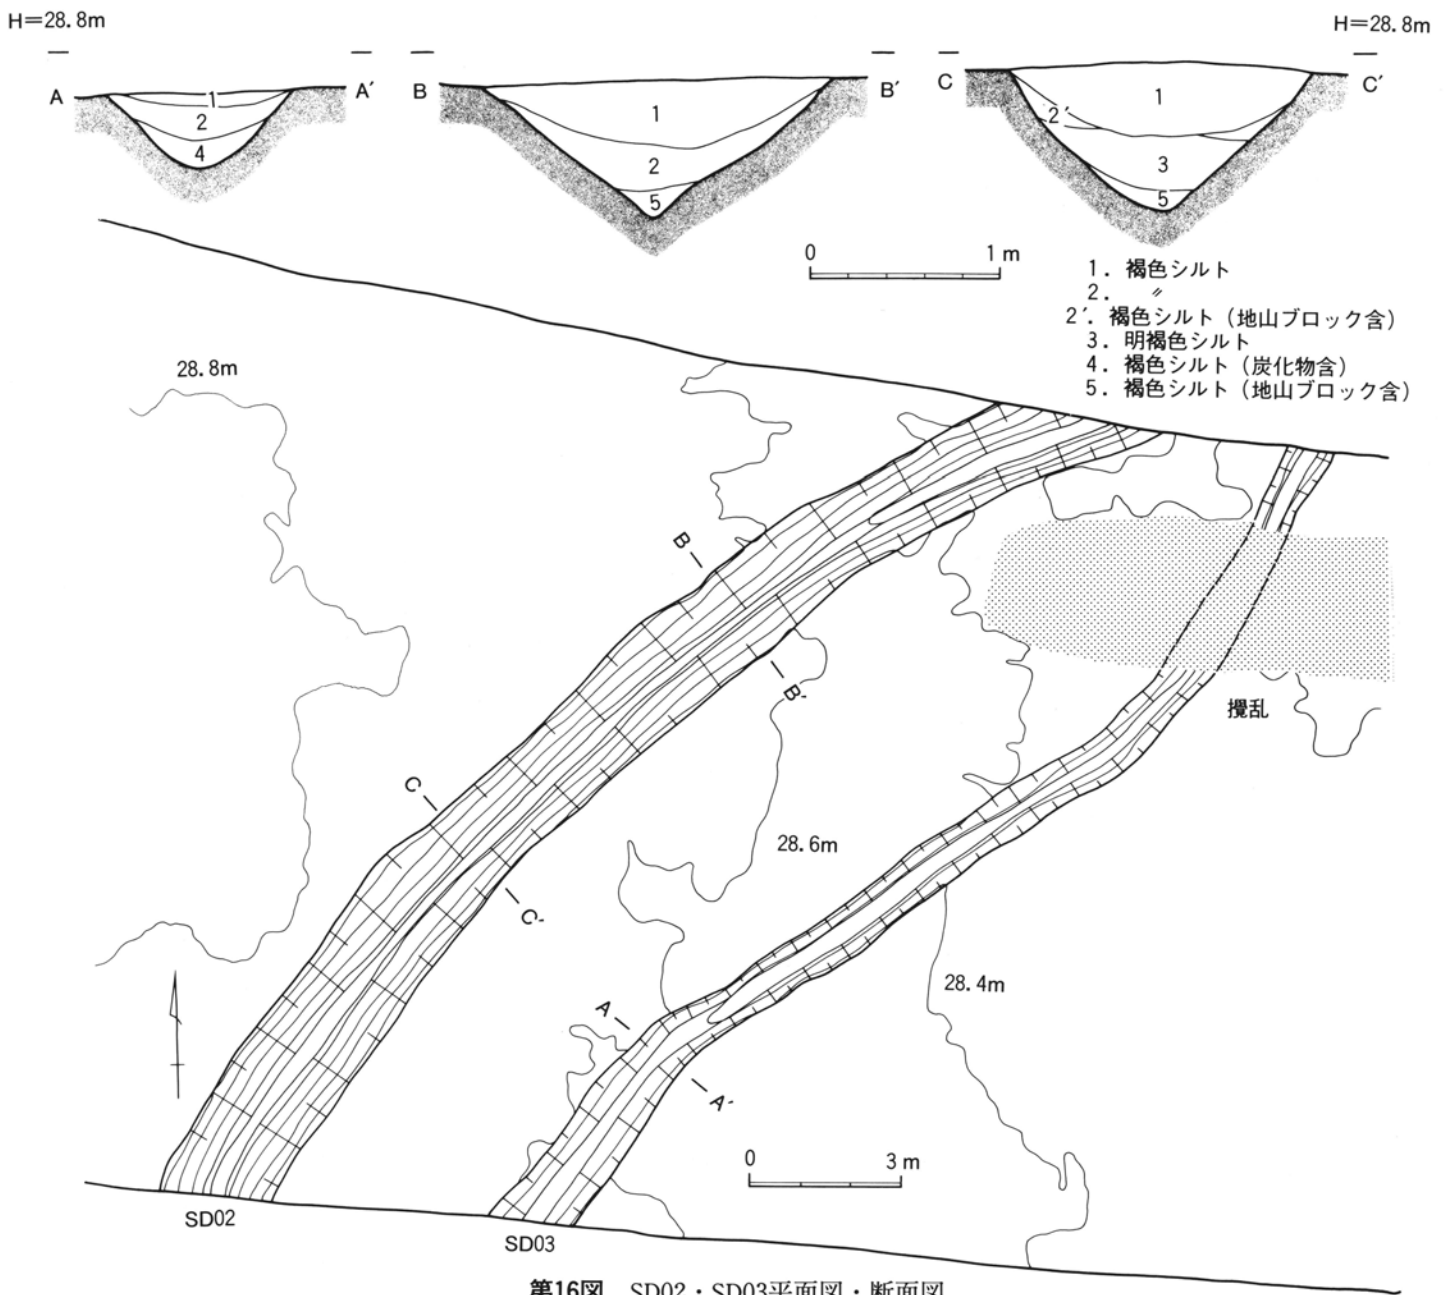 H=28.8m
H=28.8m
A
A′
B
B′
C
C′
1
2
4
1
2
5
1
2′
3
5
0 1m
1. 褐色シルト
2. 〃
2′. 褐色シルト（地山ブロック含）
3. 明褐色シルト
4. 褐色シルト（炭化物含）
5. 褐色シルト（地山ブロック含）
28.8m
B
B′
攪乱
C
C′
28.6m
28.4m
A
A′
0 3m
SD02
SD03
第16図 SD02・SD03平面図・断面図